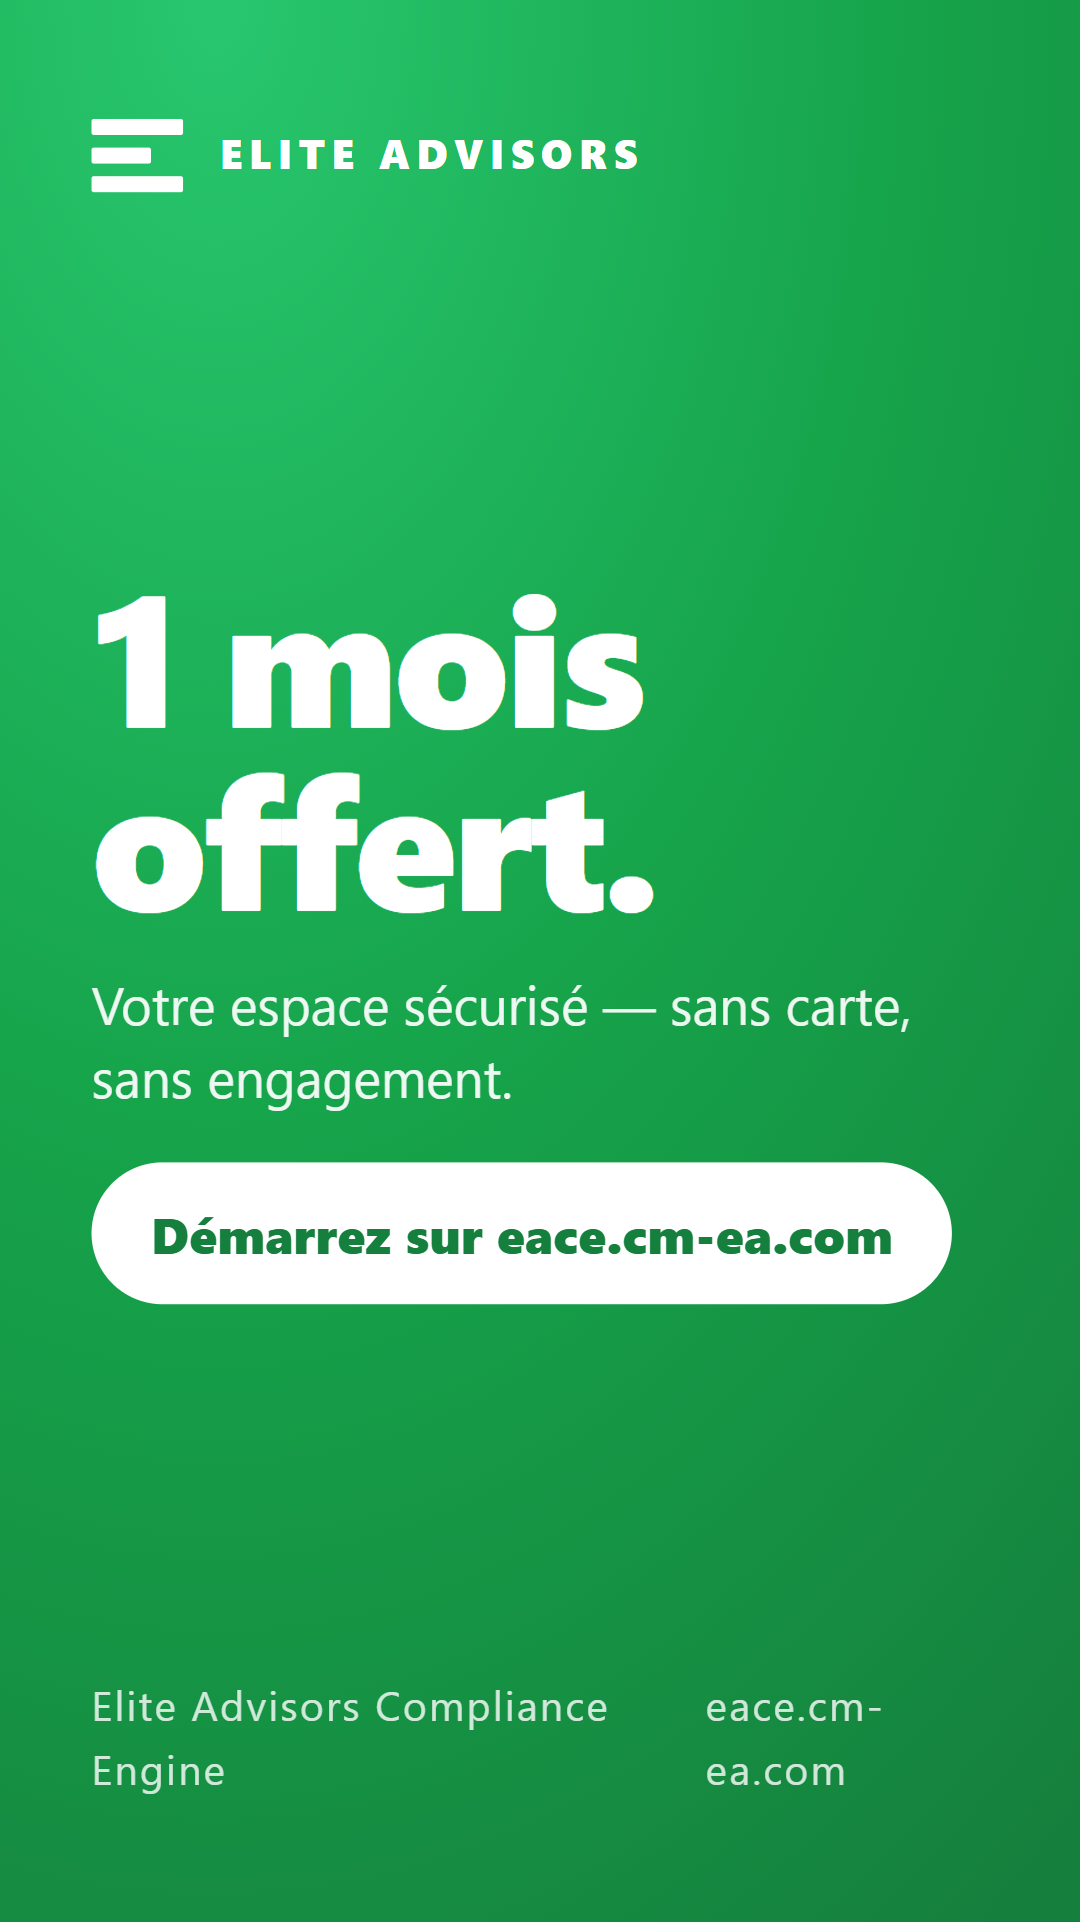 ELITE ADVISORS
1 mois
offert.
Votre espace sécurisé — sans carte,
sans engagement.
Démarrez sur eace.cm-ea.com
Elite Advisors Compliance
Engine
eace.cm-
ea.com